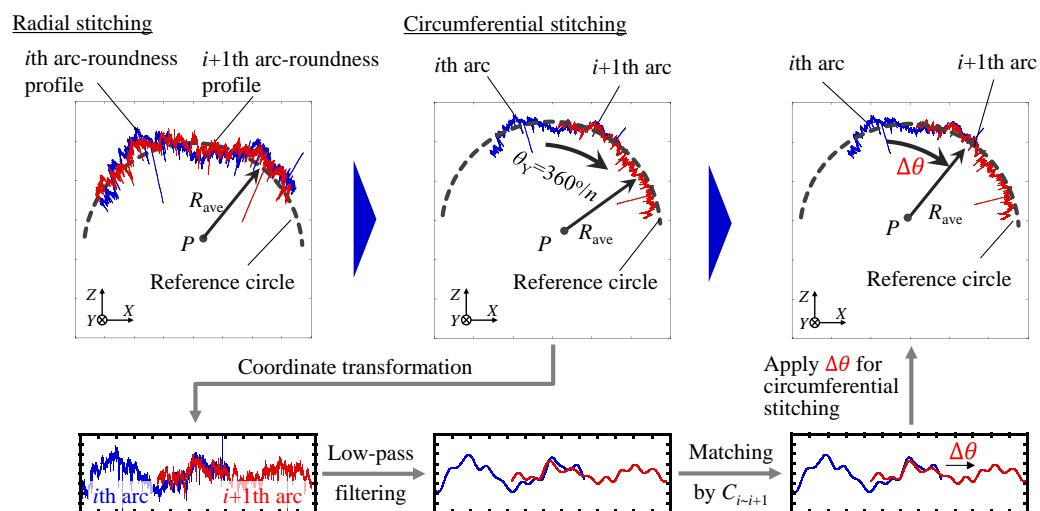 Radial stitching
ith arc-roundness
profile
i+1th arc-roundness
profile
R_ave
P
Reference circle
Z
Y
X
Circumferential stitching
ith arc
i+1th arc
θ_Y=360°/n
R_ave
P
Reference circle
Z
Y
X
ith arc
i+1th arc
Δθ
R_ave
P
Reference circle
Z
Y
X
Coordinate transformation
Apply Δθ for
circumferential
stitching
ith arc
i+1th arc
Low-pass
filtering
Matching
by C_i~i+1
Δθ